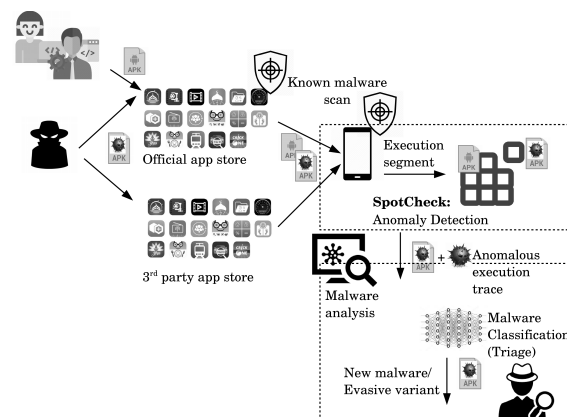 APK
Known malware
scan
APK
Official app store
APK
Execution
segment
APK
APK
SpotCheck:
Anomaly Detection
3rd party app store
APK
+
Anomalous
execution
trace
Malware
analysis
Malware
Classification
(Triage)
New malware/
Evasive variant
APK